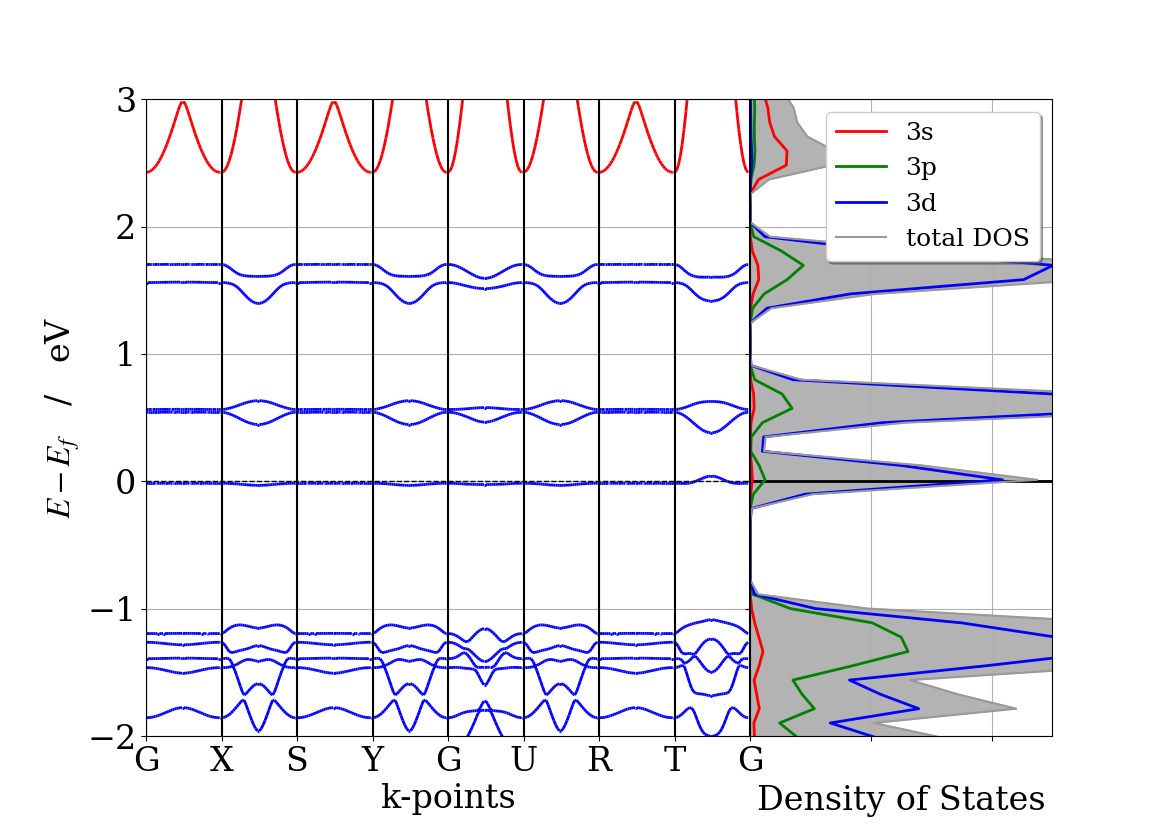 3
2
1
0
−1
−2
E−E_f / eV
G X S Y G U R T G
k-points
Density of States
3s
3p
3d
total DOS